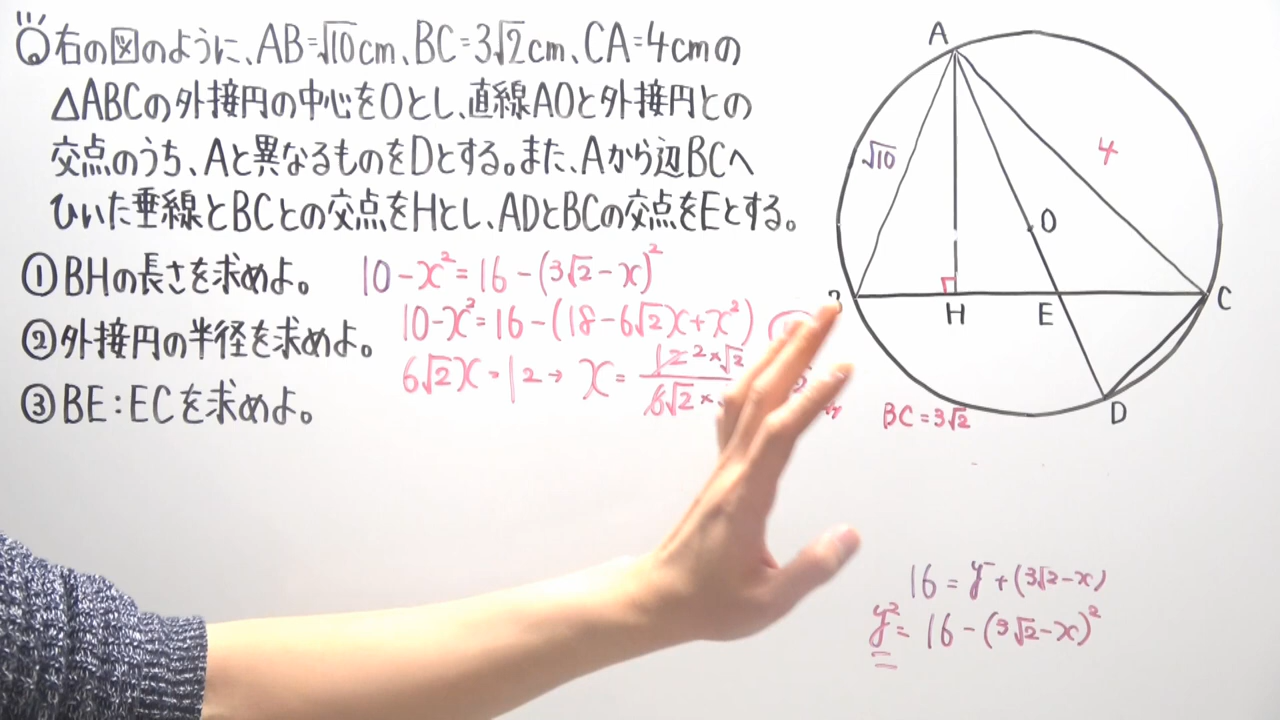 右の図のように、AB=√10cm、BC=3√2cm、CA=4cmの
△ABCの外接円の中心をOとし、直線AOと外接円との
交点のうち、Aと異なるものをDとする。また、Aから辺BCへ
ひいた垂線とBCとの交点をHとし、ADとBCの交点をEとする。
①BHの長さを求めよ。
②外接円の半径を求めよ。
③BE:ECを求めよ。
10-x²=16-(3√2-x)²
10-x²=16-(18-6√2x+x²)
6√2x=12→x=12²×√2
6√2×
A
√10
4
O
H
E
C
D
BC=3√2
16=y²+(3√2-x)
y²=16-(3√2-x)²